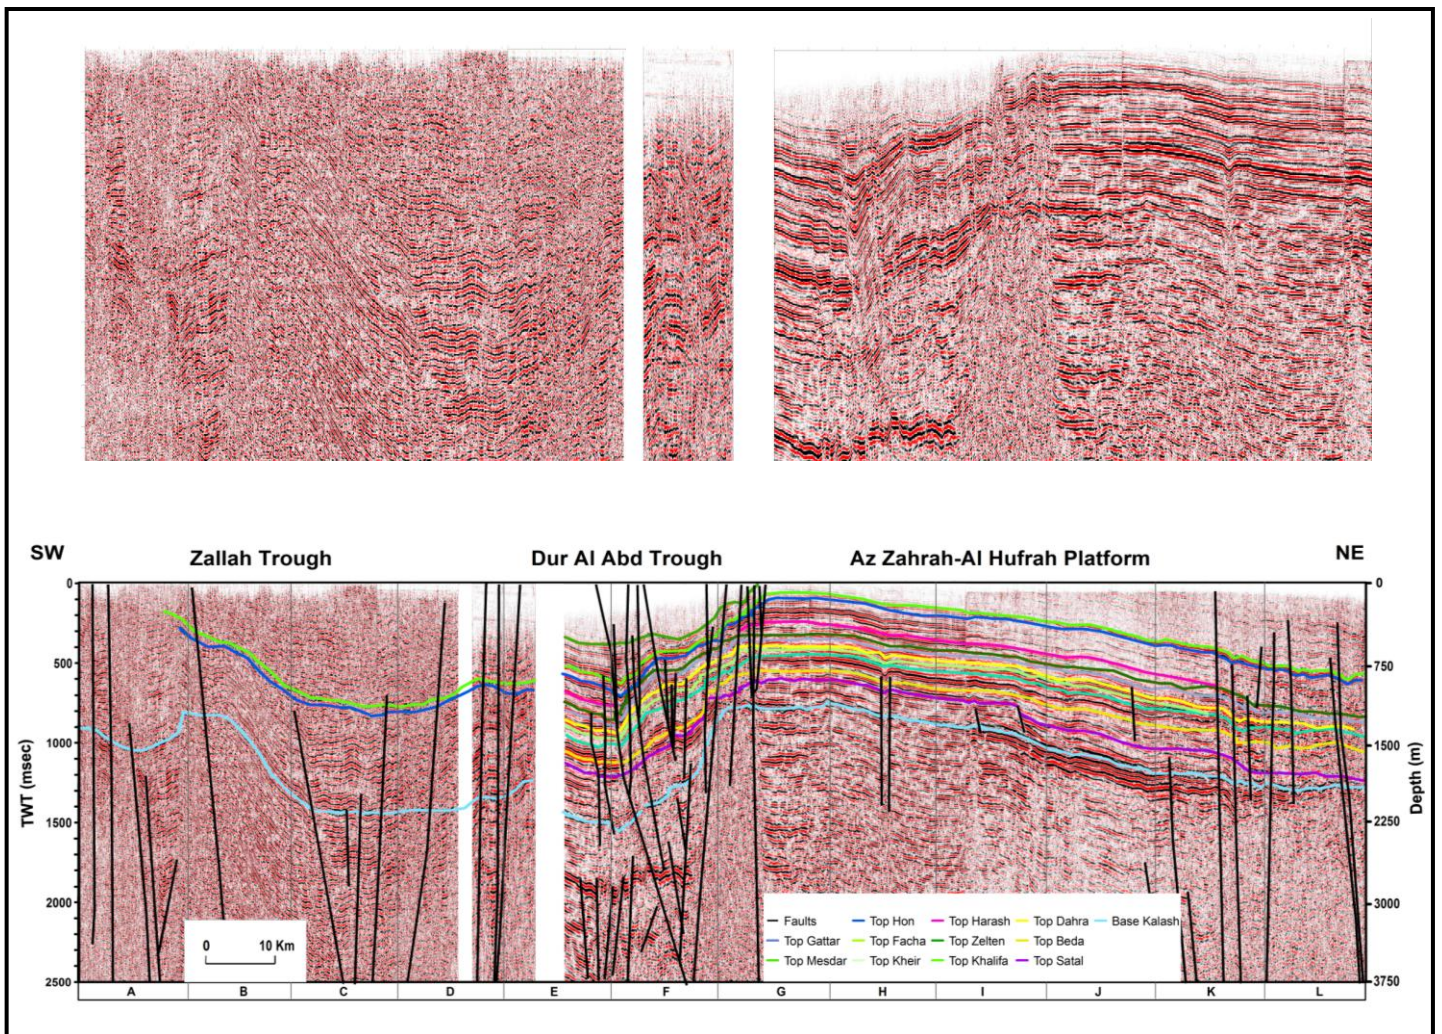 SW Zallah Trough Dur Al Abd Trough Az Zahrah-Al Hufrah Platform NE
0 0
500 750
1000 1500
1500 2250
2000 3000
2500 3750
TWT (msec)
Depth (m)
0 10 Km
Faults Top Hon Top Harash Top Dahra Base Kalash
Top Gattar Top Facha Top Zelten Top Beda
Top Mesdar Top Kheir Top Khalifa Top Satal
A B C D E F G H I J K L